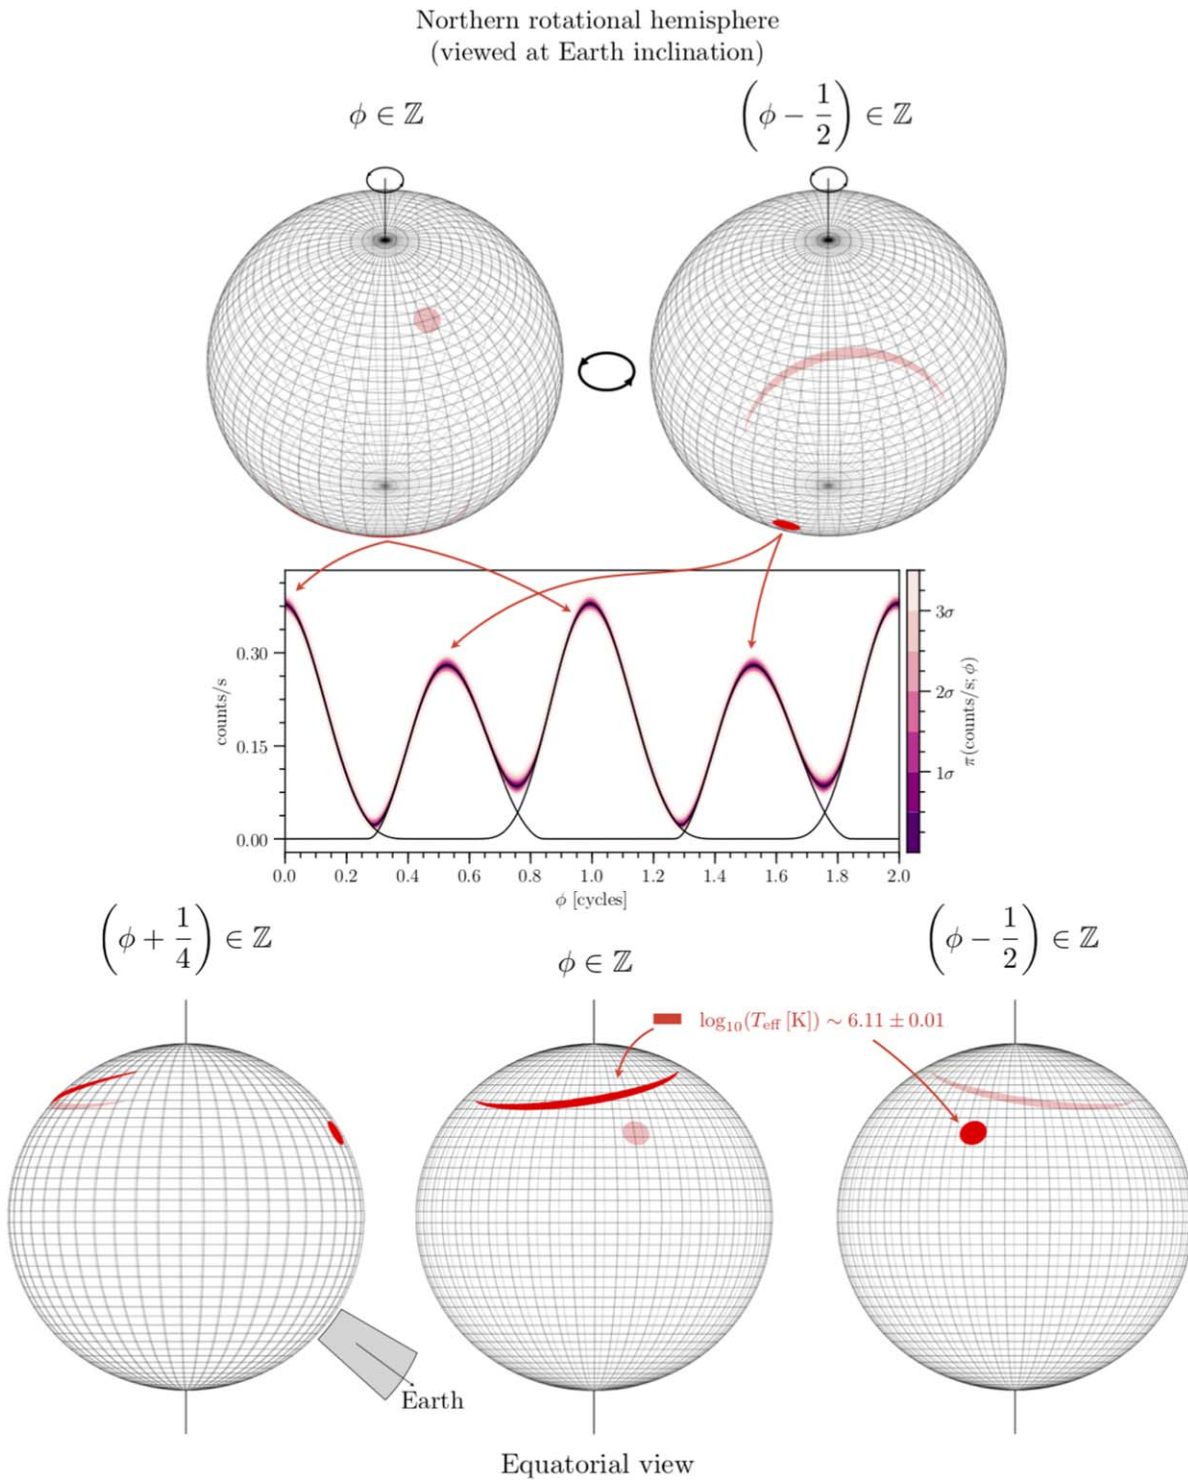 Northern rotational hemisphere
(viewed at Earth inclination)
ϕ ∈ ℤ
(ϕ − 1/2) ∈ ℤ
counts/s
0.30
0.15
0.00
0.0 0.2 0.4 0.6 0.8 1.0 1.2 1.4 1.6 1.8 2.0
ϕ [cycles]
3σ
2σ
1σ
π(counts/s; ϕ)
(ϕ + 1/4) ∈ ℤ
ϕ ∈ ℤ
(ϕ − 1/2) ∈ ℤ
log₁₀(T_eff [K]) ∼ 6.11 ± 0.01
Earth
Equatorial view